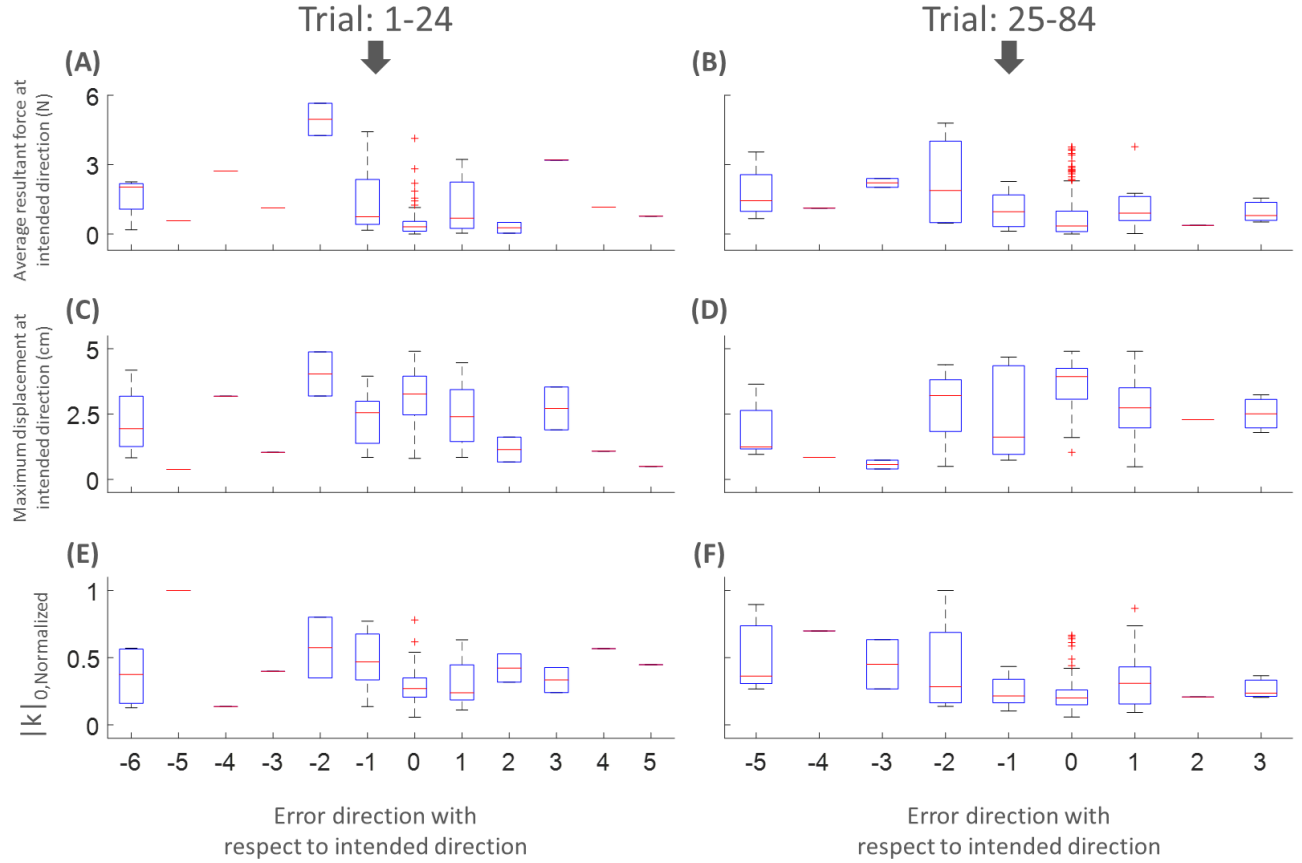 Trial: 1-24
Trial: 25-84
(A)
(B)
Average resultant force at
intended direction (N)
6
3
0
(C)
(D)
Maximum displacement at
intended direction (cm)
5
2.5
0
(E)
(F)
|k|0,Normalized
1
0.5
0
-6 -5 -4 -3 -2 -1 0 1 2 3 4 5
-5 -4 -3 -2 -1 0 1 2 3
Error direction with
respect to intended direction
Error direction with
respect to intended direction